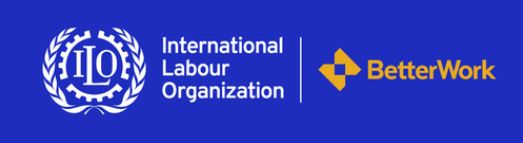 ILO
International
Labour
Organization
BetterWork